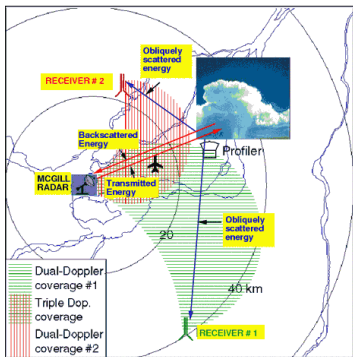 Obliquely
scattered
energy
RECEIVER # 2
Backscattered
Energy
Profiler
MCGILL
RADAR
Transmitted
Energy
Obliquely
scattered
energy
20
40 km
Dual-Doppler
coverage #1
Triple Dop.
coverage
Dual-Doppler
coverage #2
RECEIVER # 1